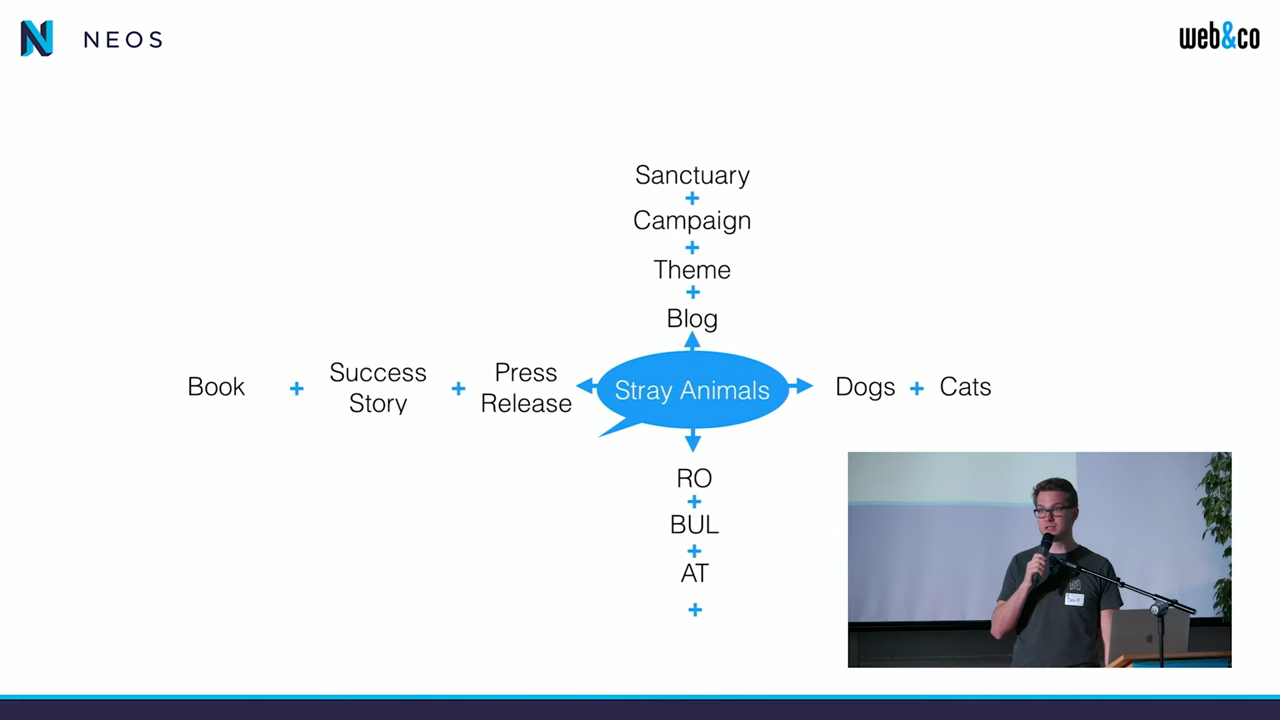 NEOS
web&co
Sanctuary
+
Campaign
+
Theme
+
Blog
Book + Success Story + Press Release
Stray Animals
Dogs + Cats
RO
+
BUL
+
AT
+